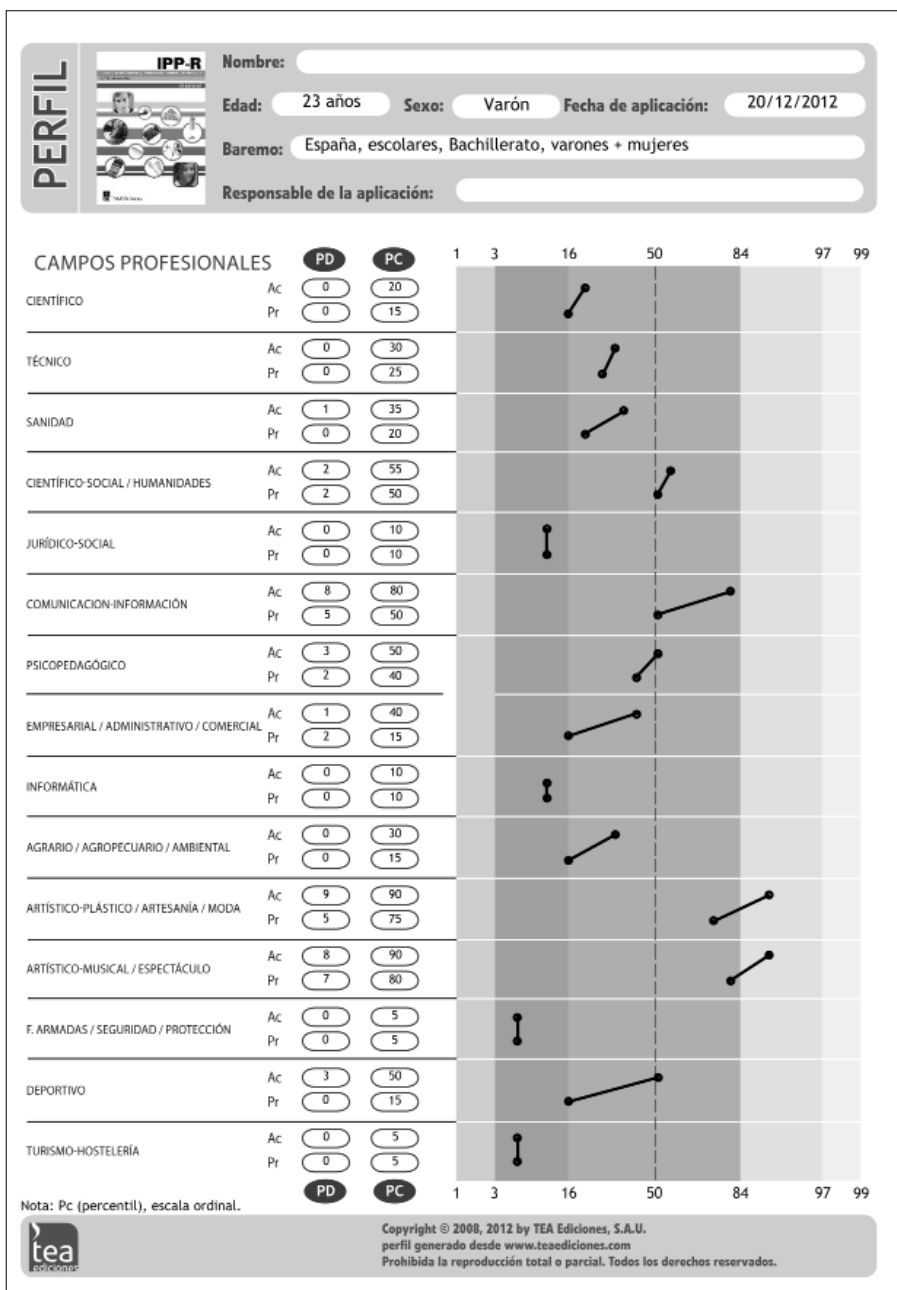 PERFIL
IPP-R
Nombre:
Edad: 23 años Sexo: Varón Fecha de aplicación: 20/12/2012
Baremo: España, escolares, Bachillerato, varones + mujeres
Responsable de la aplicación:
CAMPOS PROFESIONALES PD PC 1 3 16 50 84 97 99
CIENTÍFICO
Ac 0 20
Pr 0 15
TÉCNICO
Ac 0 30
Pr 0 25
SANIDAD
Ac 1 35
Pr 0 20
CIENTÍFICO-SOCIAL / HUMANIDADES
Ac 2 55
Pr 2 50
JURÍDICO-SOCIAL
Ac 0 10
Pr 0 10
COMUNICACION-INFORMACIÓN
Ac 8 80
Pr 5 50
PSICOPEDAGÓGICO
Ac 3 50
Pr 2 40
EMPRESARIAL / ADMINISTRATIVO / COMERCIAL
Ac 1 40
Pr 2 15
INFORMÁTICA
Ac 0 10
Pr 0 10
AGRARIO / AGROPECUARIO / AMBIENTAL
Ac 0 30
Pr 0 15
ARTÍSTICO-PLÁSTICO / ARTESANÍA / MODA
Ac 9 90
Pr 5 75
ARTÍSTICO-MUSICAL / ESPECTÁCULO
Ac 8 90
Pr 7 80
F. ARMADAS / SEGURIDAD / PROTECCIÓN
Ac 0 5
Pr 0 5
DEPORTIVO
Ac 3 50
Pr 0 15
TURISMO-HOSTELERÍA
Ac 0 5
Pr 0 5
PD PC 1 3 16 50 84 97 99
Nota: Pc (percentil), escala ordinal.
tea
ediciones
Copyright © 2008, 2012 by TEA Ediciones, S.A.U.
perfil generado desde www.teaediciones.com
Prohibida la reproducción total o parcial. Todos los derechos reservados.